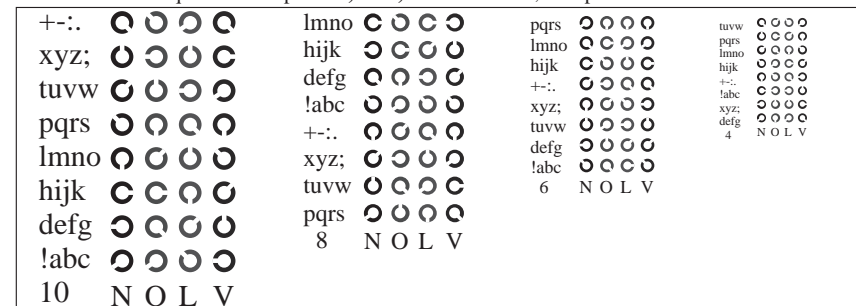 +-:.
xyz;
tuvw
pqrs
lmno
hijk
defg
!abc
10 N O L V
lmno
hijk
defg
!abc
+-:.
xyz;
tuvw
pqrs
8 N O L V
pqrs
lmno
hijk
+-:.
xyz;
tuvw
defg
!abc
6 N O L V
tuvw
pqrs
lmno
hijk
+-:.
!abc
xyz;
defg
4 N O L V